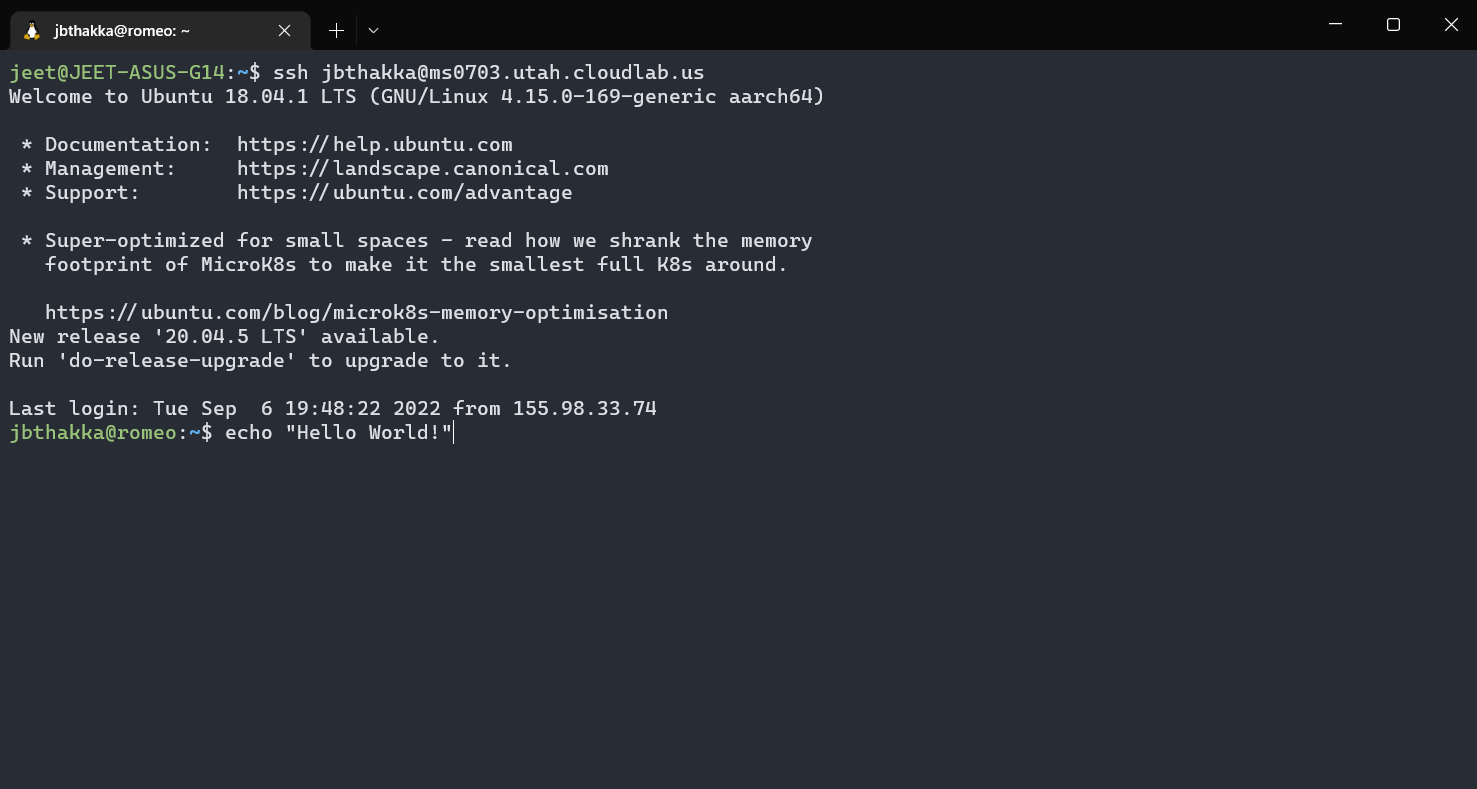 jbthakka@romeo: ~
jeet@JEET-ASUS-G14:~$ ssh jbthakka@ms0703.utah.cloudlab.us
Welcome to Ubuntu 18.04.1 LTS (GNU/Linux 4.15.0-169-generic aarch64)
* Documentation:  https://help.ubuntu.com
* Management:     https://landscape.canonical.com
* Support:        https://ubuntu.com/advantage
* Super-optimized for small spaces - read how we shrank the memory
footprint of MicroK8s to make it the smallest full K8s around.
https://ubuntu.com/blog/microk8s-memory-optimisation
New release '20.04.5 LTS' available.
Run 'do-release-upgrade' to upgrade to it.
Last login: Tue Sep  6 19:48:22 2022 from 155.98.33.74
jbthakka@romeo:~$ echo "Hello World!"